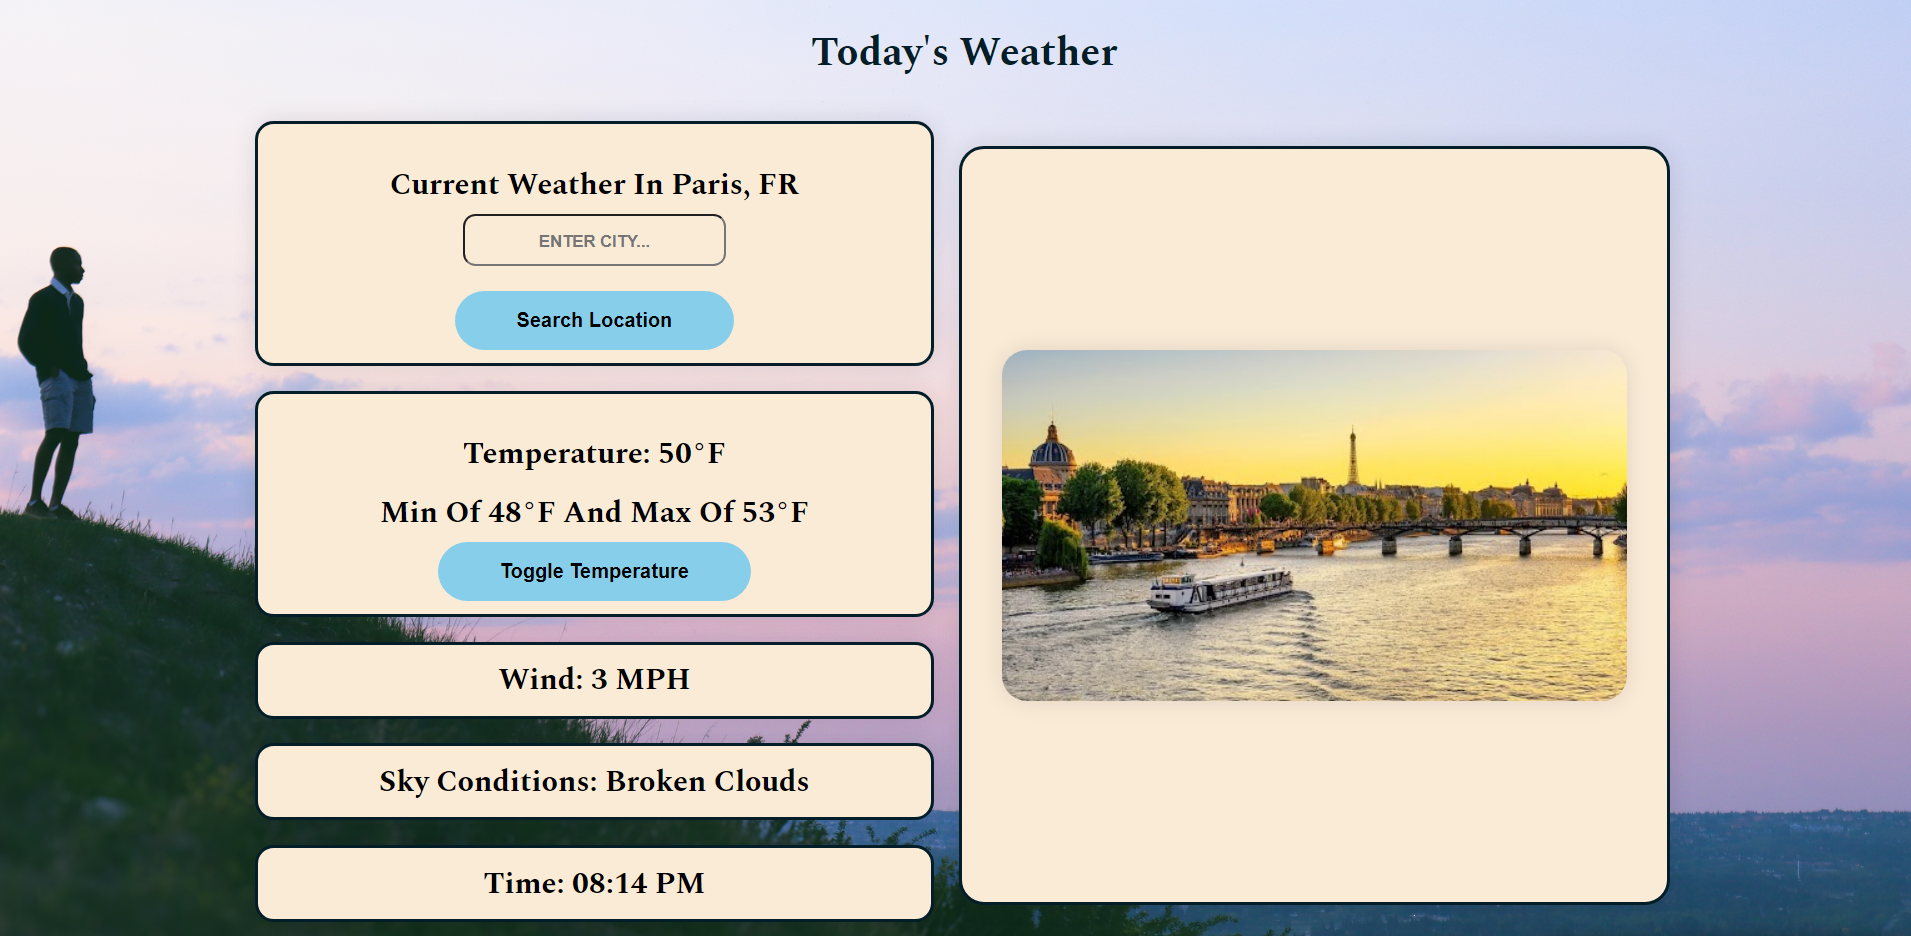 Today's Weather
Current Weather In Paris, FR
ENTER CITY...
Search Location
Temperature: 50°F
Min Of 48°F And Max Of 53°F
Toggle Temperature
Wind: 3 MPH
Sky Conditions: Broken Clouds
Time: 08:14 PM